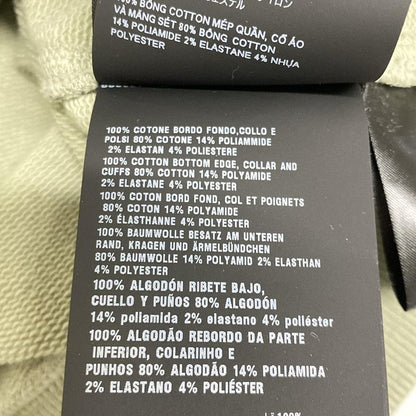 100% BÔNG COTTON MÉP QUẦN, CỔ ÁO
VÀ MĂNG SÉT 80% BÔNG COTTON
14% POLIAMIDE 2% ELASTANE 4% NHỰA
POLYESTER
100% COTONE BORDO FONDO,COLLO E
POLSI 80% COTONE 14% POLIAMMIDE
2% ELASTAN 4% POLIESTERE
100% COTTON BOTTOM EDGE, COLLAR AND
CUFFS 80% COTTON 14% POLYAMIDE
2% ELASTANE 4% POLYESTER
100% COTON BORD FOND, COL ET POIGNETS
80% COTON 14% POLYAMIDE
2% ÉLASTHANNE 4% POLYESTER
100% BAUMWOLLE BESATZ AM UNTEREN
RAND, KRAGEN UND ÄRMELBÜNDCHEN
80% BAUMWOLLE 14% POLYAMID 2% ELASTHAN
4% POLYESTER
100% ALGODÓN RIBETE BAJO,
CUELLO Y PUÑOS 80% ALGODÓN
14% poliamida 2% elastano 4% poliéster
100% ALGODÃO REBORDO DA PARTE
INFERIOR, COLARINHO E
PUNHOS 80% ALGODÃO 14% POLIAMIDA
2% ELASTANO 4% POLIÉSTER